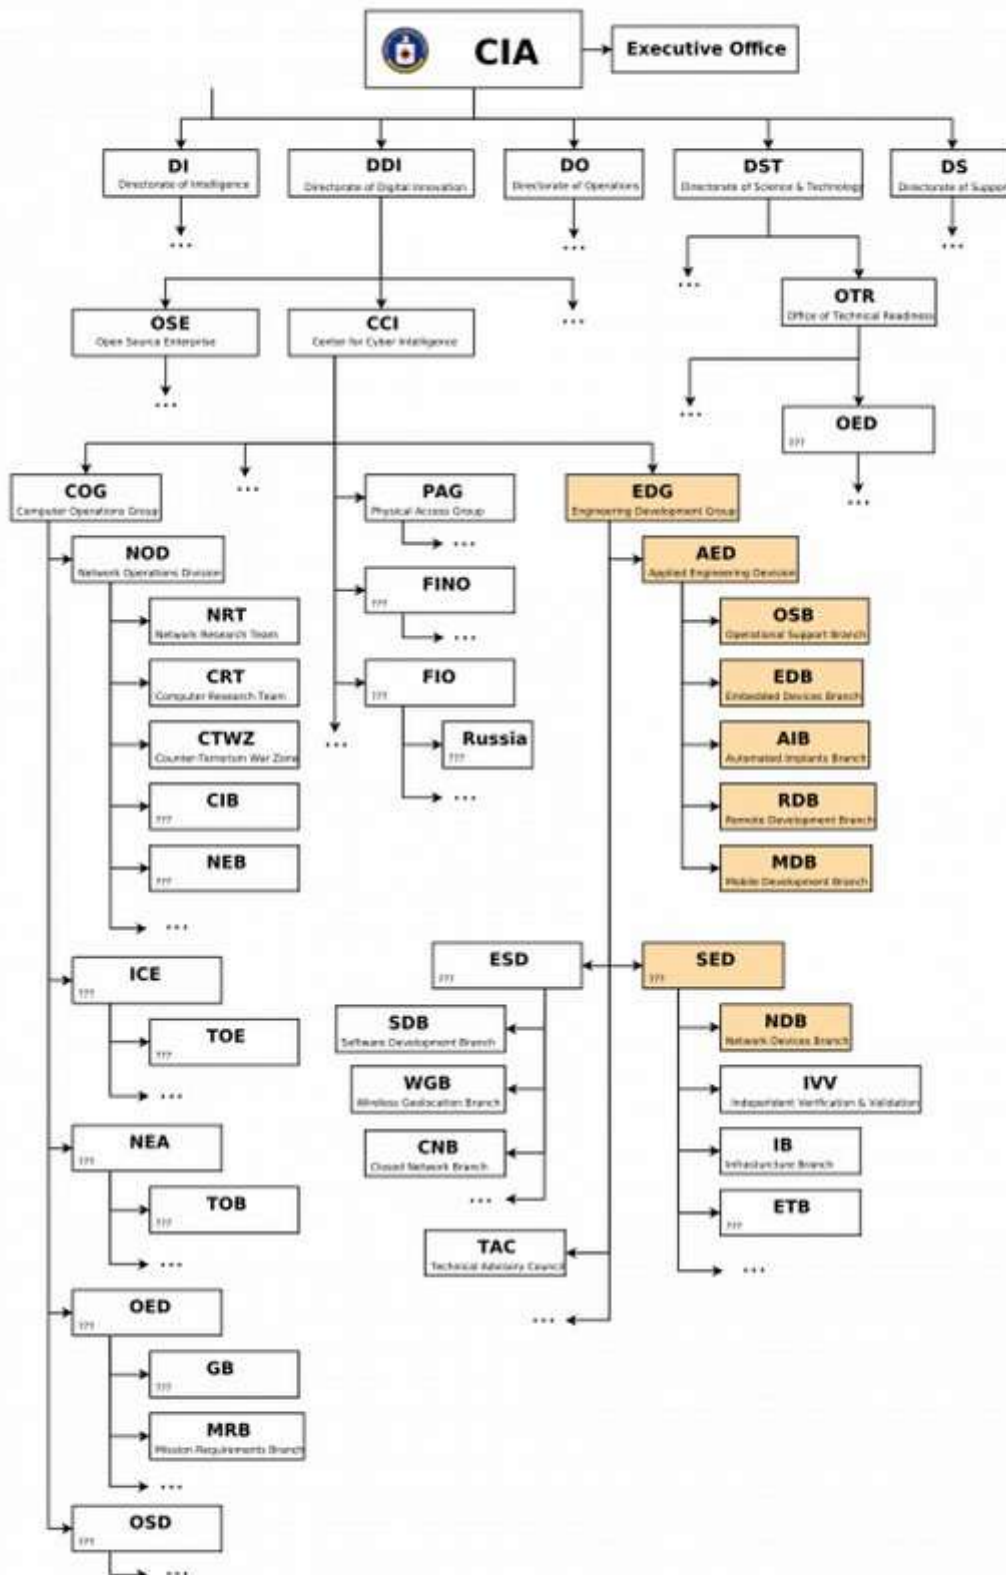 CIA
Executive Office
DI
Directorate of Intelligence
DDI
Directorate of Digital Innovation
DO
Directorate of Operations
DST
Directorate of Science & Technology
DS
Directorate of Support
...
...
...
...
OTR
Office of Technical Readiness
OSE
Open Source Enterprise
CCI
Center for Cyber Intelligence
...
...
...
OED
???
...
COG
Computer Operations Group
...
PAG
Physical Access Group
...
EDG
Engineering Development Group
NOD
Network Operations Division
AED
Applied Engineering Devision
NRT
Network Research Team
FINO
???
...
OSB
Operational Support Branch
CRT
Computer Research Team
FIO
???
EDB
Embedded Devices Branch
CTWZ
Counter-Terrorism War Zone
...
Russia
???
...
AIB
Automated Implants Branch
CIB
???
RDB
Remote Development Branch
NEB
???
MDB
Mobile Development Branch
...
ICE
???
ESD
???
SED
???
TOE
???
SDB
Software Development Branch
NDB
Network Devices Branch
...
WGB
Wireless Geolocation Branch
IVV
Independent Verification & Validation
NEA
???
CNB
Closed Network Branch
IB
Infrasturcture Branch
TOB
???
...
ETB
???
...
TAC
Technical Advisory Council
...
OED
???
...
GB
???
MRB
Mission Requirements Branch
...
OSD
???
...